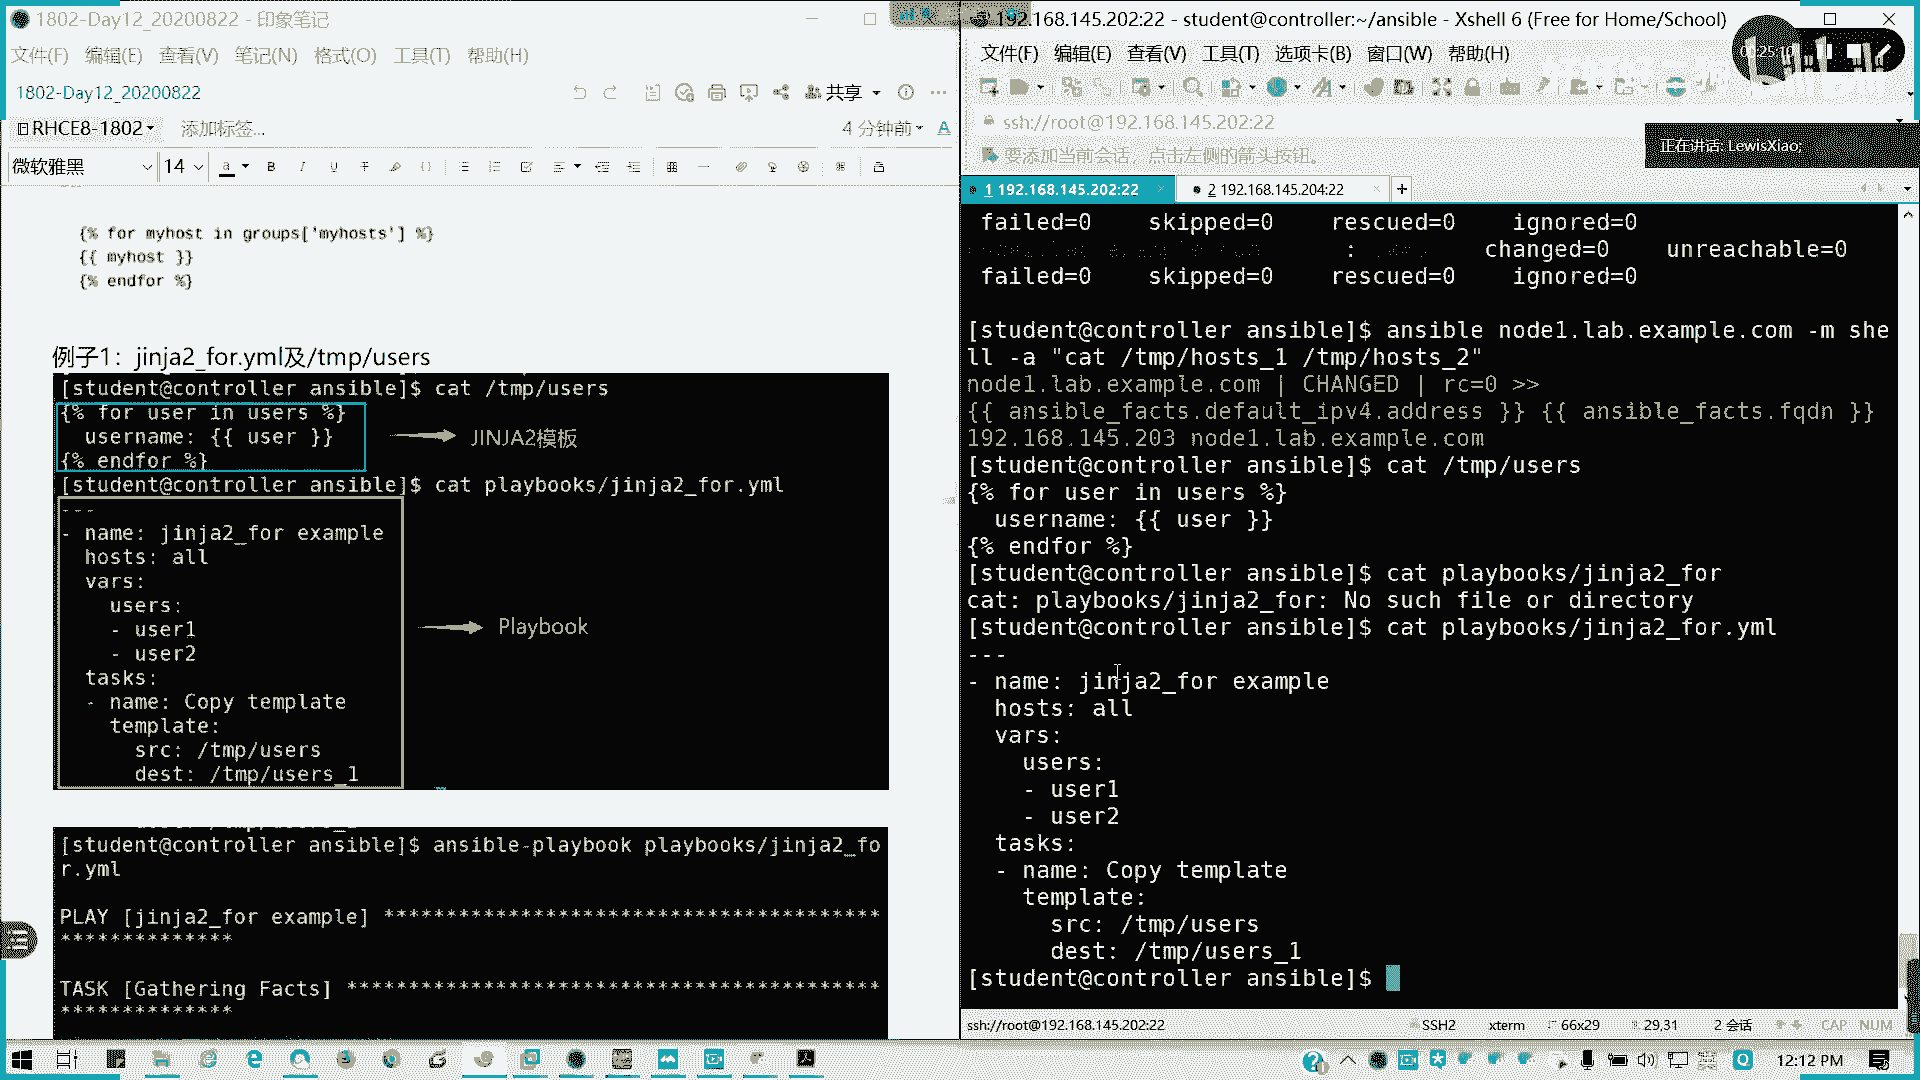 1802-Day12_20200822 - 印象笔记
文件(F) 编辑(E) 查看(V) 笔记(N) 格式(O) 工具(T) 帮助(H)
1802-Day12_20200822
共享
RHCE8-1802
添加标签...
4 分钟前
微软雅黑
14
{% for myhost in groups['myhosts'] %}
{{ myhost }}
{% endfor %}
例子1：jinja2_for.yml及/tmp/users
[student@controller ansible]$ cat /tmp/users
{% for user in users %}
username: {{ user }}
{% endfor %}
JINJA2模板
[student@controller ansible]$ cat playbooks/jinja2_for.yml
---
- name: jinja2_for example
hosts: all
vars:
users:
- user1
- user2
tasks:
- name: Copy template
template:
src: /tmp/users
dest: /tmp/users_1
Playbook
[student@controller ansible]$ ansible-playbook playbooks/jinja2_fo
r.yml
PLAY [jinja2_for example] *****************************************
**************
TASK [Gathering Facts] ********************************************
**************
192.168.145.202:22 - student@controller:~/ansible - Xshell 6 (Free for Home/School)
文件(F) 编辑(E) 查看(V) 工具(T) 选项卡(B) 窗口(W) 帮助(H)
ssh://root@192.168.145.202:22
要添加当前会话，点击左侧的箭头按钮。
正在讲话: LewisXiao;
1 192.168.145.202:22
2 192.168.145.204:22
failed=0 skipped=0 rescued=0 ignored=0
: changed=0 unreachable=0
failed=0 skipped=0 rescued=0 ignored=0
[student@controller ansible]$ ansible node1.lab.example.com -m she
ll -a "cat /tmp/hosts_1 /tmp/hosts_2"
node1.lab.example.com | CHANGED | rc=0 >>
{{ ansible_facts.default_ipv4.address }} {{ ansible_facts.fqdn }}
192.168.145.203 node1.lab.example.com
[student@controller ansible]$ cat /tmp/users
{% for user in users %}
username: {{ user }}
{% endfor %}
[student@controller ansible]$ cat playbooks/jinja2_for
cat: playbooks/jinja2_for: No such file or directory
[student@controller ansible]$ cat playbooks/jinja2_for.yml
---
- name: jinja2_for example
hosts: all
vars:
users:
- user1
- user2
tasks:
- name: Copy template
template:
src: /tmp/users
dest: /tmp/users_1
[student@controller ansible]$
ssh://root@192.168.145.202:22
SSH2
xterm
66x29
29,31
2 会话
CAP NUM
12:12 PM